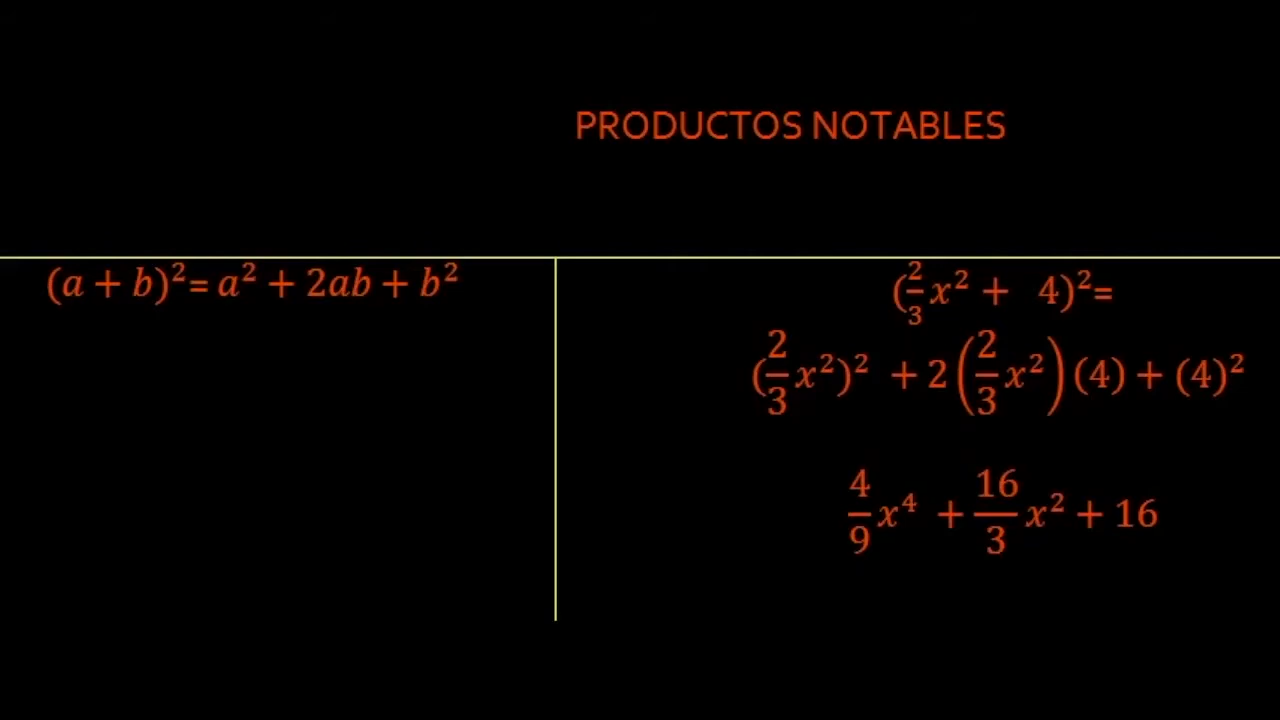 PRODUCTOS NOTABLES
(a + b)²= a² + 2ab + b²
(2/3 x² + 4)²=
(2/3 x²)² + 2(2/3 x²)(4) + (4)²
4/9 x⁴ + 16/3 x² + 16